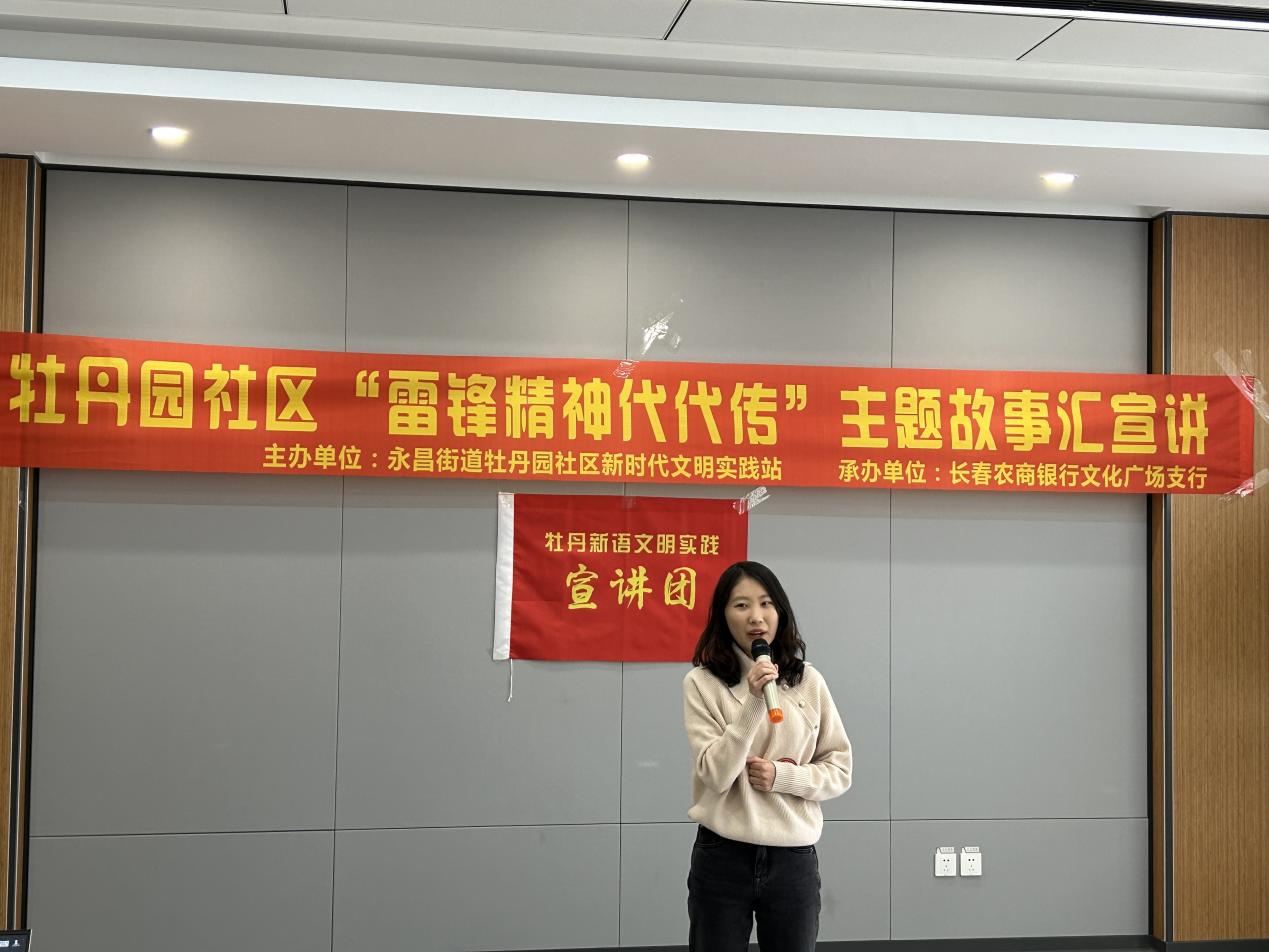 牡丹园社区“雷锋精神代代传”主题故事汇宣讲
主办单位：永昌街道牡丹园社区新时代文明实践站 承办单位：长春农商银行文化广场支行
牡丹新语文明实践
宣讲团